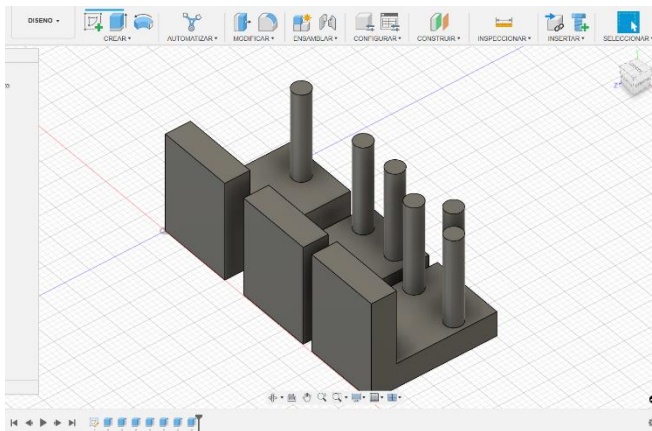 DISEÑO
CREAR
AUTOMATIZAR
MODIFICAR
ENSAMBLAR
CONFIGURAR
CONSTRUIR
INSPECCIONAR
INSERTAR
SELECCIONAR
Z